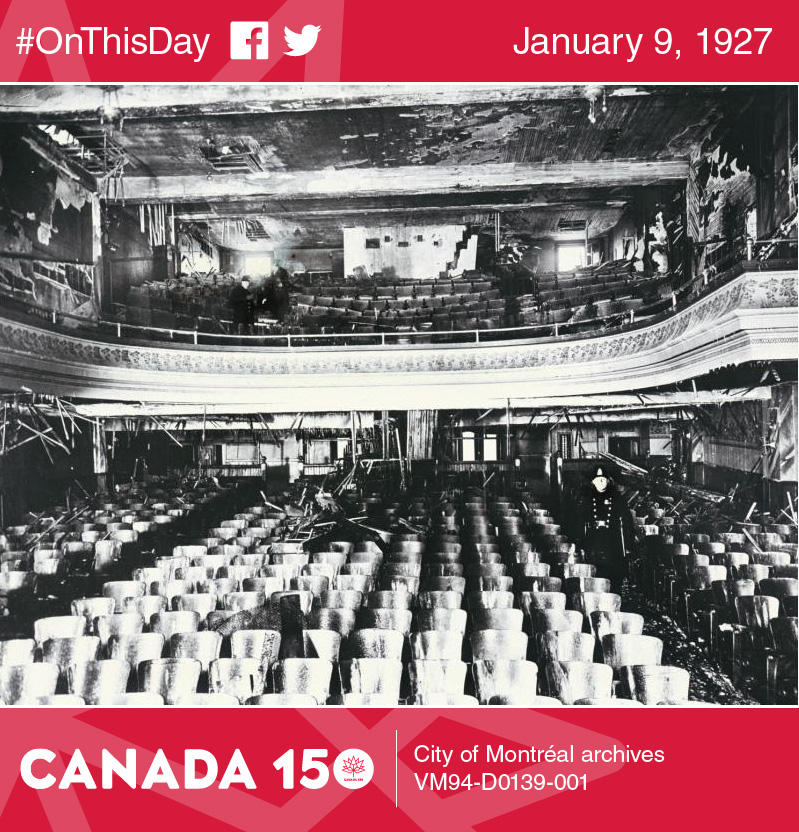 #OnThisDay
January 9, 1927
CANADA 150
City of Montréal archives
VM94-D0139-001